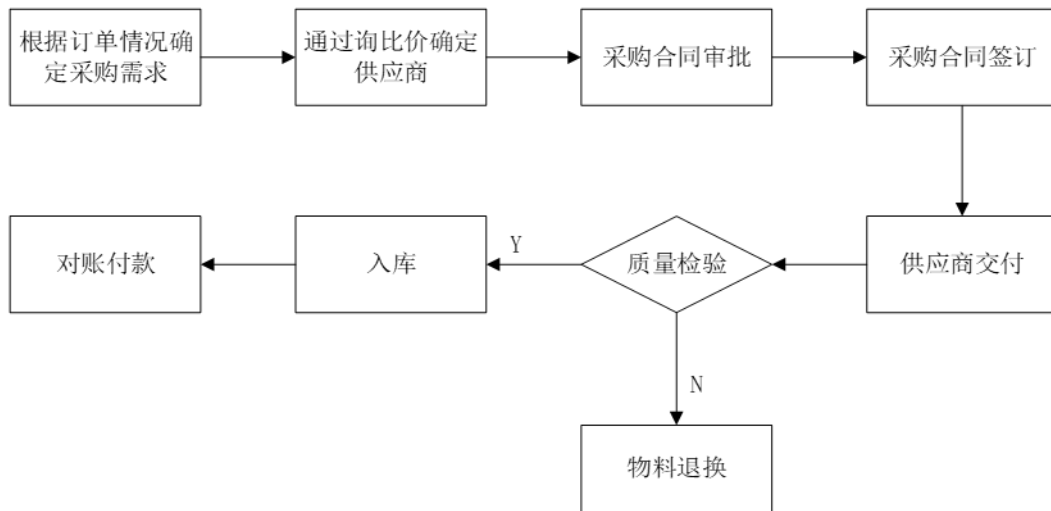 根据订单情况确
定采购需求
通过询比价确定
供应商
采购合同审批
采购合同签订
对账付款
入库
Y
质量检验
供应商交付
N
物料退换